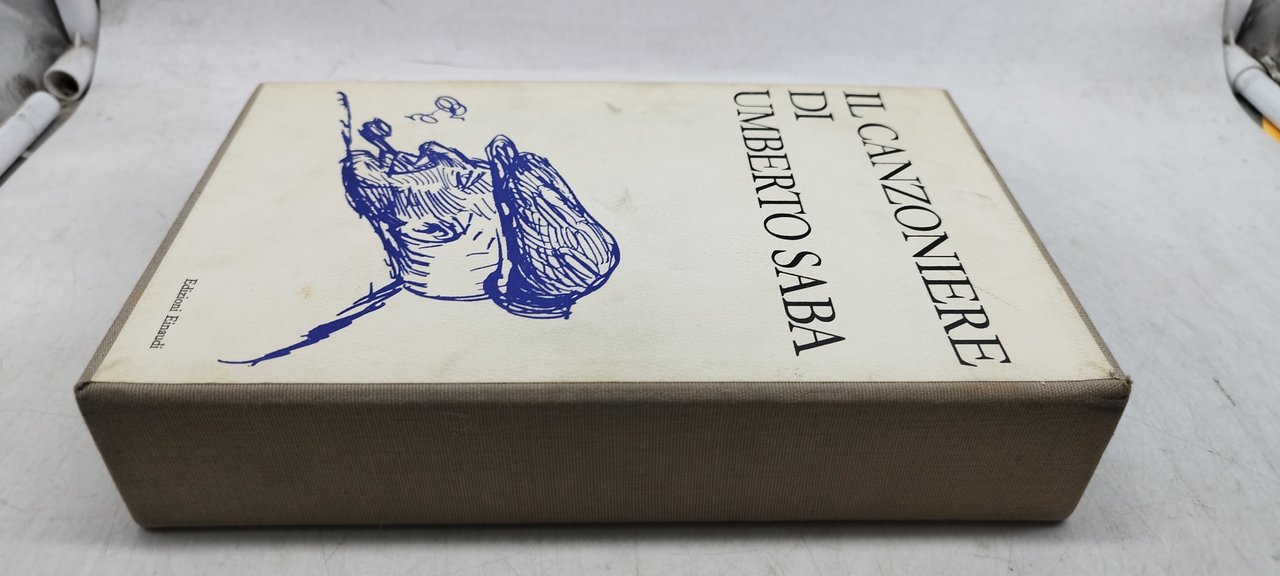 IL CANZONIERE
DI
UMBERTO SABA
Edizioni Einaudi